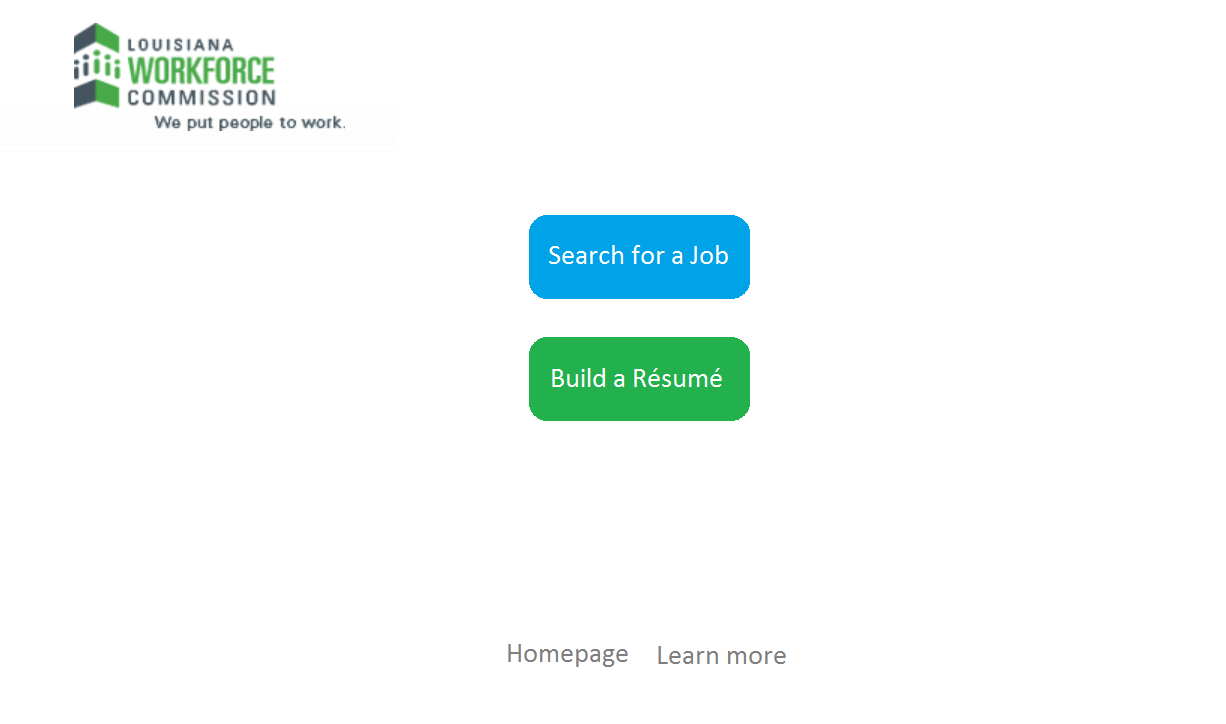 LOUISIANA
WORKFORCE
COMMISSION
We put people to work.
Search for a Job
Build a Résumé
Homepage Learn more